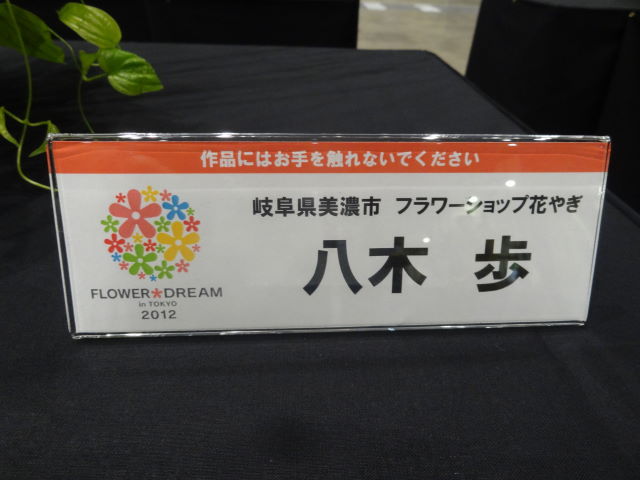 作品にはお手を触れないでください
岐阜県美濃市 フラワーショップ花やぎ
八木 歩
FLOWER*DREAM
in TOKYO
2012